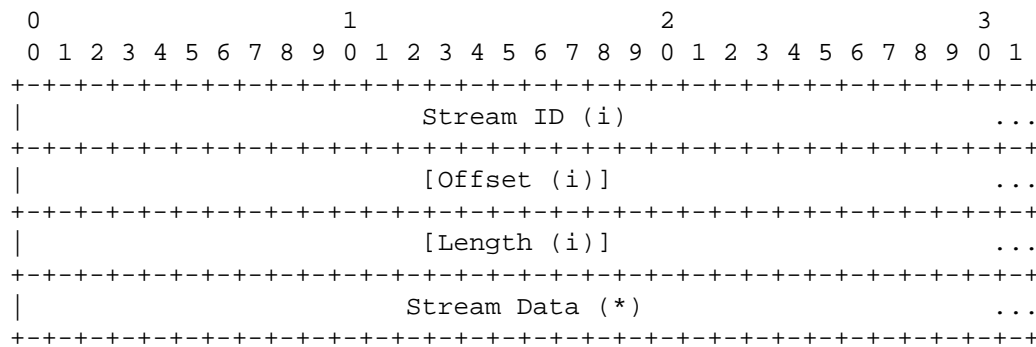 0                   1                   2                   3
 0 1 2 3 4 5 6 7 8 9 0 1 2 3 4 5 6 7 8 9 0 1 2 3 4 5 6 7 8 9 0 1
+-+-+-+-+-+-+-+-+-+-+-+-+-+-+-+-+-+-+-+-+-+-+-+-+-+-+-+-+-+-+-+-+
|                         Stream ID (i)                       ...
+-+-+-+-+-+-+-+-+-+-+-+-+-+-+-+-+-+-+-+-+-+-+-+-+-+-+-+-+-+-+-+-+
|                         [Offset (i)]                        ...
+-+-+-+-+-+-+-+-+-+-+-+-+-+-+-+-+-+-+-+-+-+-+-+-+-+-+-+-+-+-+-+-+
|                         [Length (i)]                        ...
+-+-+-+-+-+-+-+-+-+-+-+-+-+-+-+-+-+-+-+-+-+-+-+-+-+-+-+-+-+-+-+-+
|                        Stream Data (*)                      ...
+-+-+-+-+-+-+-+-+-+-+-+-+-+-+-+-+-+-+-+-+-+-+-+-+-+-+-+-+-+-+-+-+